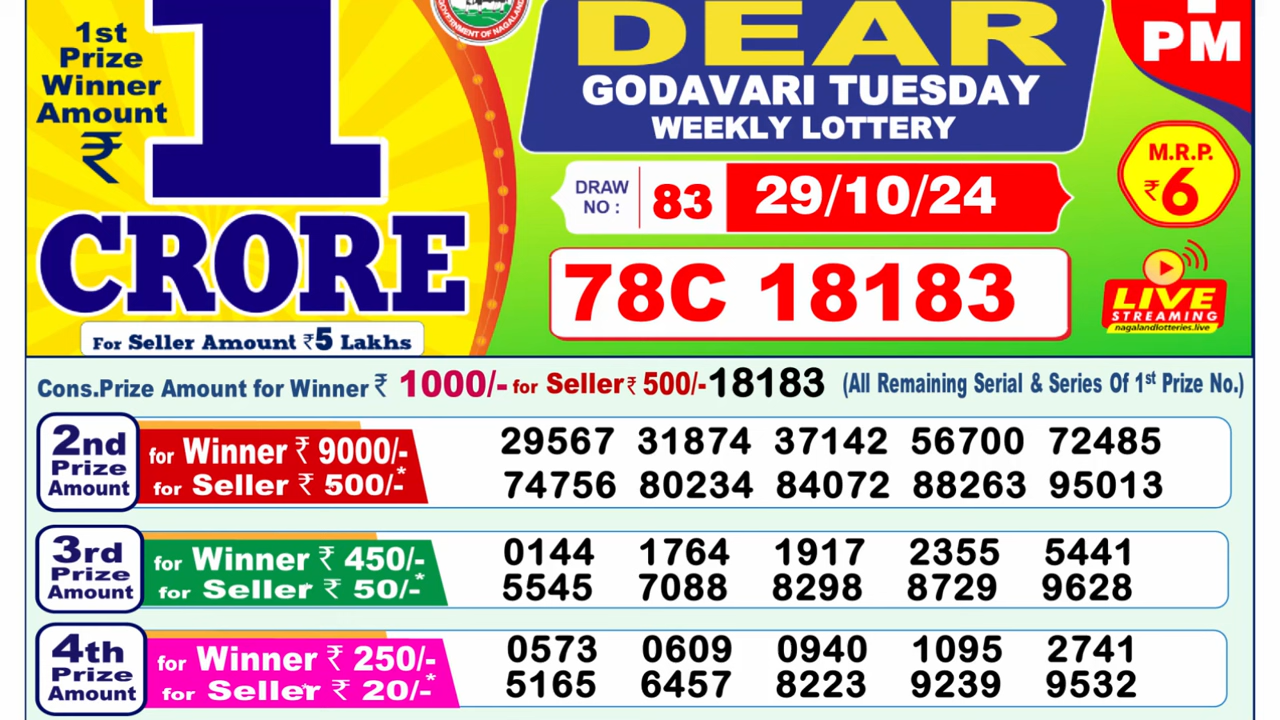 1
1st
Prize
Winner
Amount
₹
CRORE
For Seller Amount ₹5 Lakhs
GOVERNMENT OF NAGALAND
DEAR
GODAVARI TUESDAY
WEEKLY LOTTERY
PM
DRAW NO : 83 29/10/24
M.R.P.
₹6
78C 18183
LIVE
STREAMING
nagalandlotteries.live
Cons.Prize Amount for Winner ₹ 1000/- for Seller ₹ 500/- 18183 (All Remaining Serial & Series Of 1st Prize No.)
2nd
Prize
Amount
for Winner ₹ 9000/-
for Seller ₹ 500/-*
29567 31874 37142 56700 72485
74756 80234 84072 88263 95013
3rd
Prize
Amount
for Winner ₹ 450/-
for Seller ₹ 50/-*
0144 1764 1917 2355 5441
5545 7088 8298 8729 9628
4th
Prize
Amount
for Winner ₹ 250/-
for Seller ₹ 20/-*
0573 0609 0940 1095 2741
5165 6457 8223 9239 9532